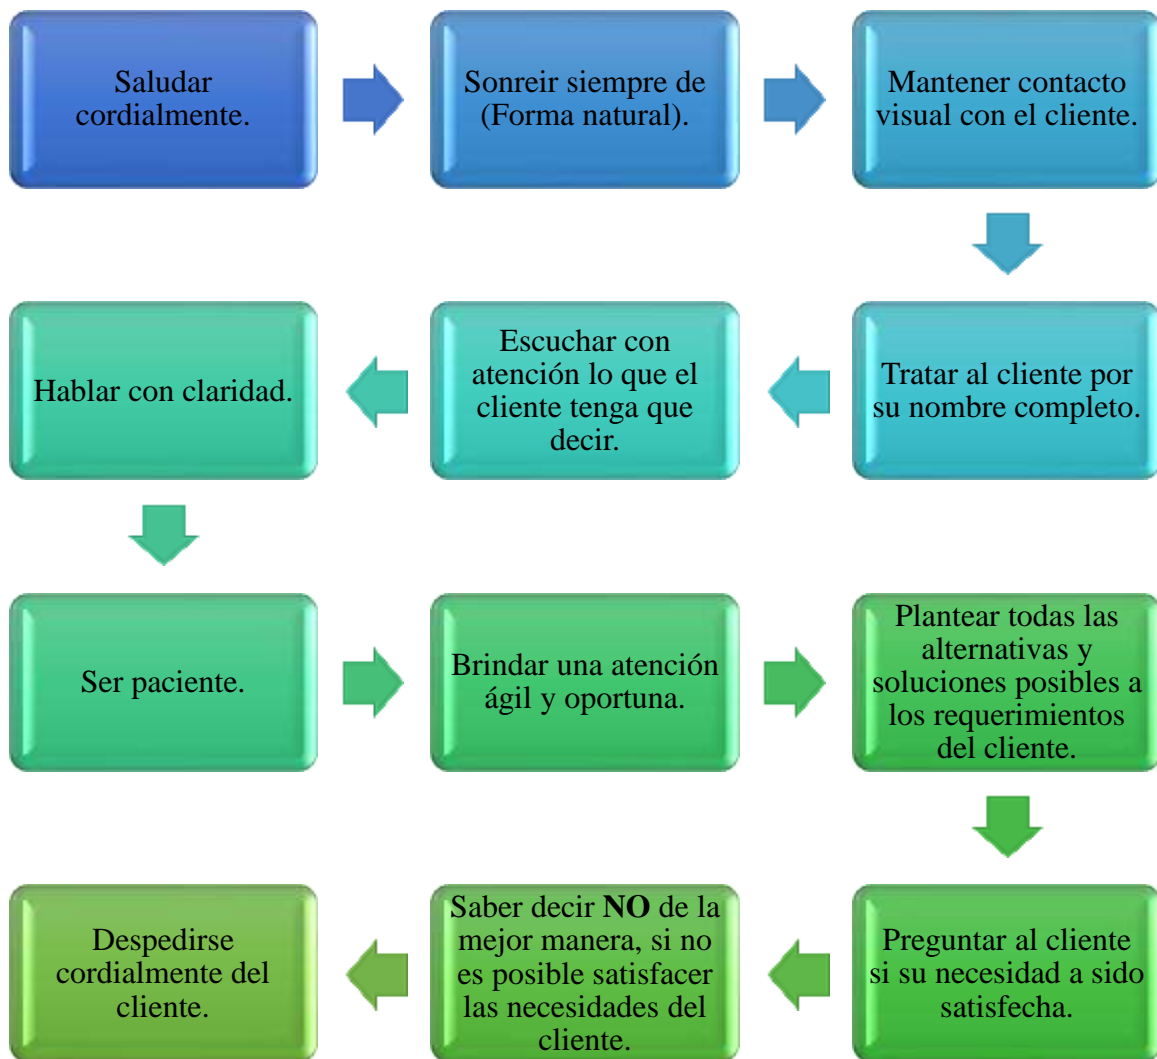 Saludar
cordialmente.
Sonreir siempre de
(Forma natural).
Mantener contacto
visual con el cliente.
Tratar al cliente por
su nombre completo.
Escuchar con
atención lo que el
cliente tenga que
decir.
Hablar con claridad.
Ser paciente.
Brindar una atención
ágil y oportuna.
Plantear todas las
alternativas y
soluciones posibles a
los requerimientos
del cliente.
Preguntar al cliente
si su necesidad a sido
satisfecha.
Saber decir NO de la
mejor manera, si no
es posible satisfacer
las necesidades del
cliente.
Despedirse
cordialmente del
cliente.